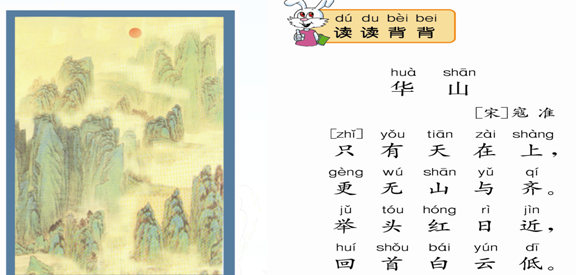 dú du bèi bei
读读背背
huà shān
华 山
[宋]寇 准
[zhǐ] yǒu tiān zài shàng
只 有 天 在 上，
gèng wú shān yǔ qí
更 无 山 与 齐。
jǔ tóu hóng rì jìn
举 头 红 日 近，
huí shǒu bái yún dī
回 首 白 云 低。